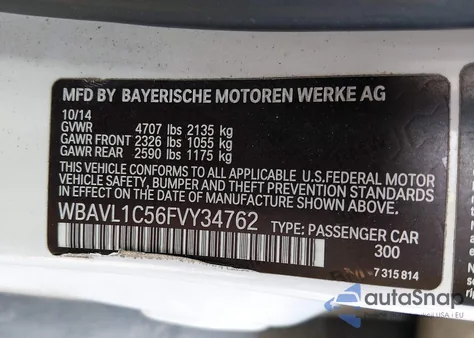 MFD BY BAYERISCHE MOTOREN WERKE AG
10/14
GVWR 4707 lbs 2135 kg
GAWR FRONT 2326 lbs 1055 kg
GAWR REAR 2590 lbs 1175 kg
THIS VEHICLE CONFORMS TO ALL APPLICABLE U.S.FEDERAL MOTOR
VEHICLE SAFETY, BUMPER,AND THEFT PREVENTION STANDARDS
IN EFFECT ON THE DATE OF MANUFACTURE SHOWN ABOVE.
WBAVL1C56FVY34762 TYPE: PASSENGER CAR
300
7 315 814
autoSnap